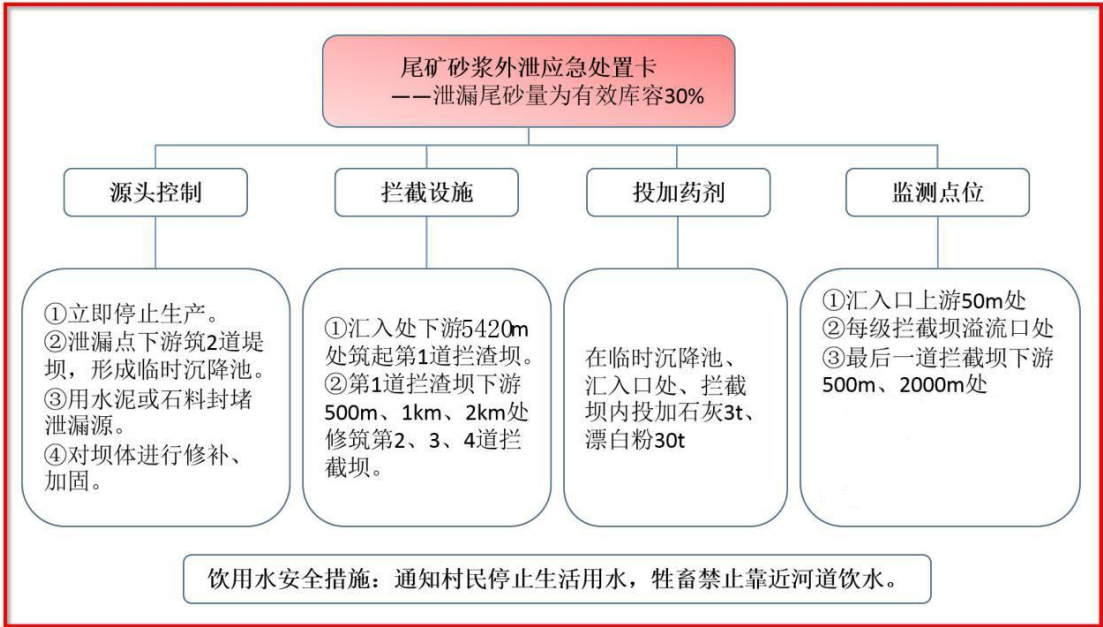 尾矿砂浆外泄应急处置卡
——泄漏尾砂量为有效库容30%
源头控制
①立即停止生产。
②泄漏点下游筑2道堤
坝，形成临时沉降池。
③用水泥或石料封堵
泄漏源。
④对坝体进行修补、
加固。
拦截设施
①汇入处下游5420m
处筑起第1道拦渣坝。
②第1道拦渣坝下游
500m、1km、2km处
修筑第2、3、4道拦
截坝。
投加药剂
在临时沉降池、
汇入口处、拦截
坝内投加石灰3t、
漂白粉30t
监测点位
①汇入口上游50m处
②每级拦截坝溢流口处
③最后一道拦截坝下游
500m、2000m处
饮用水安全措施：通知村民停止生活用水，牲畜禁止靠近河道饮水。